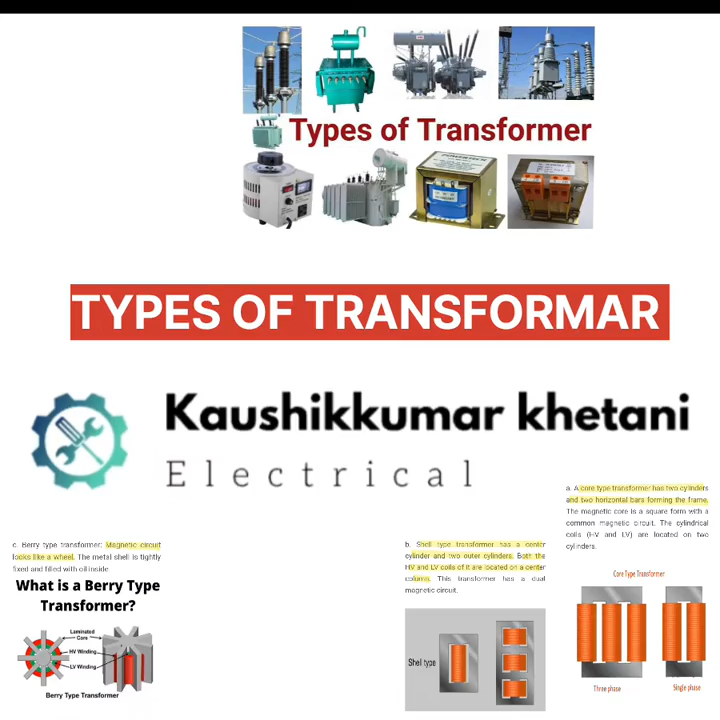 Types of Transformer
TYPES OF TRANSFORMAR
Kaushikkumar khetani
Electrical
a. A core type transformer has two cylinders
and two horizontal bars forming the frame.
The magnetic core is a square form with a
common magnetic circuit. The cylindrical
coils (HV and LV) are located on two
cylinders.
Core Type Transformer
Three phase
Single phase
b. Shell type transformer has a center
cylinder and two outer cylinders. Both the
HV and LV coils of it are located on a center
column. This transformer has a dual
magnetic circuit.
Shell type
c. Berry type transformer: Magnetic circuit
looks like a wheel. The metal shell is tightly
fixed and filled with oil inside
What is a Berry Type
Transformer?
Laminated
Core
HV Winding
LV Winding
Berry Type Transformer